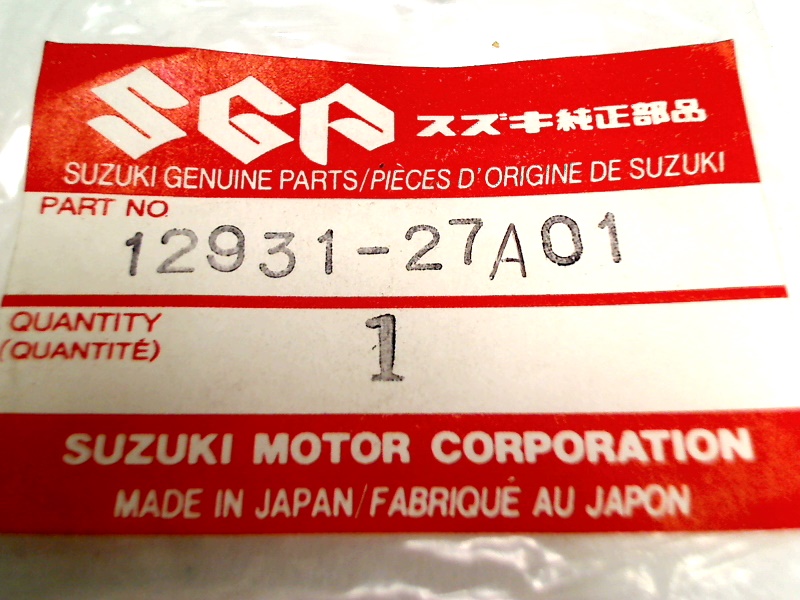 SGP スズキ純正部品
SUZUKI GENUINE PARTS/PIÈCES D'ORIGINE DE SUZUKI
PART NO.
12931-27A01
QUANTITY
(QUANTITÉ)
1
SUZUKI MOTOR CORPORATION
MADE IN JAPAN/FABRIQUÉ AU JAPON